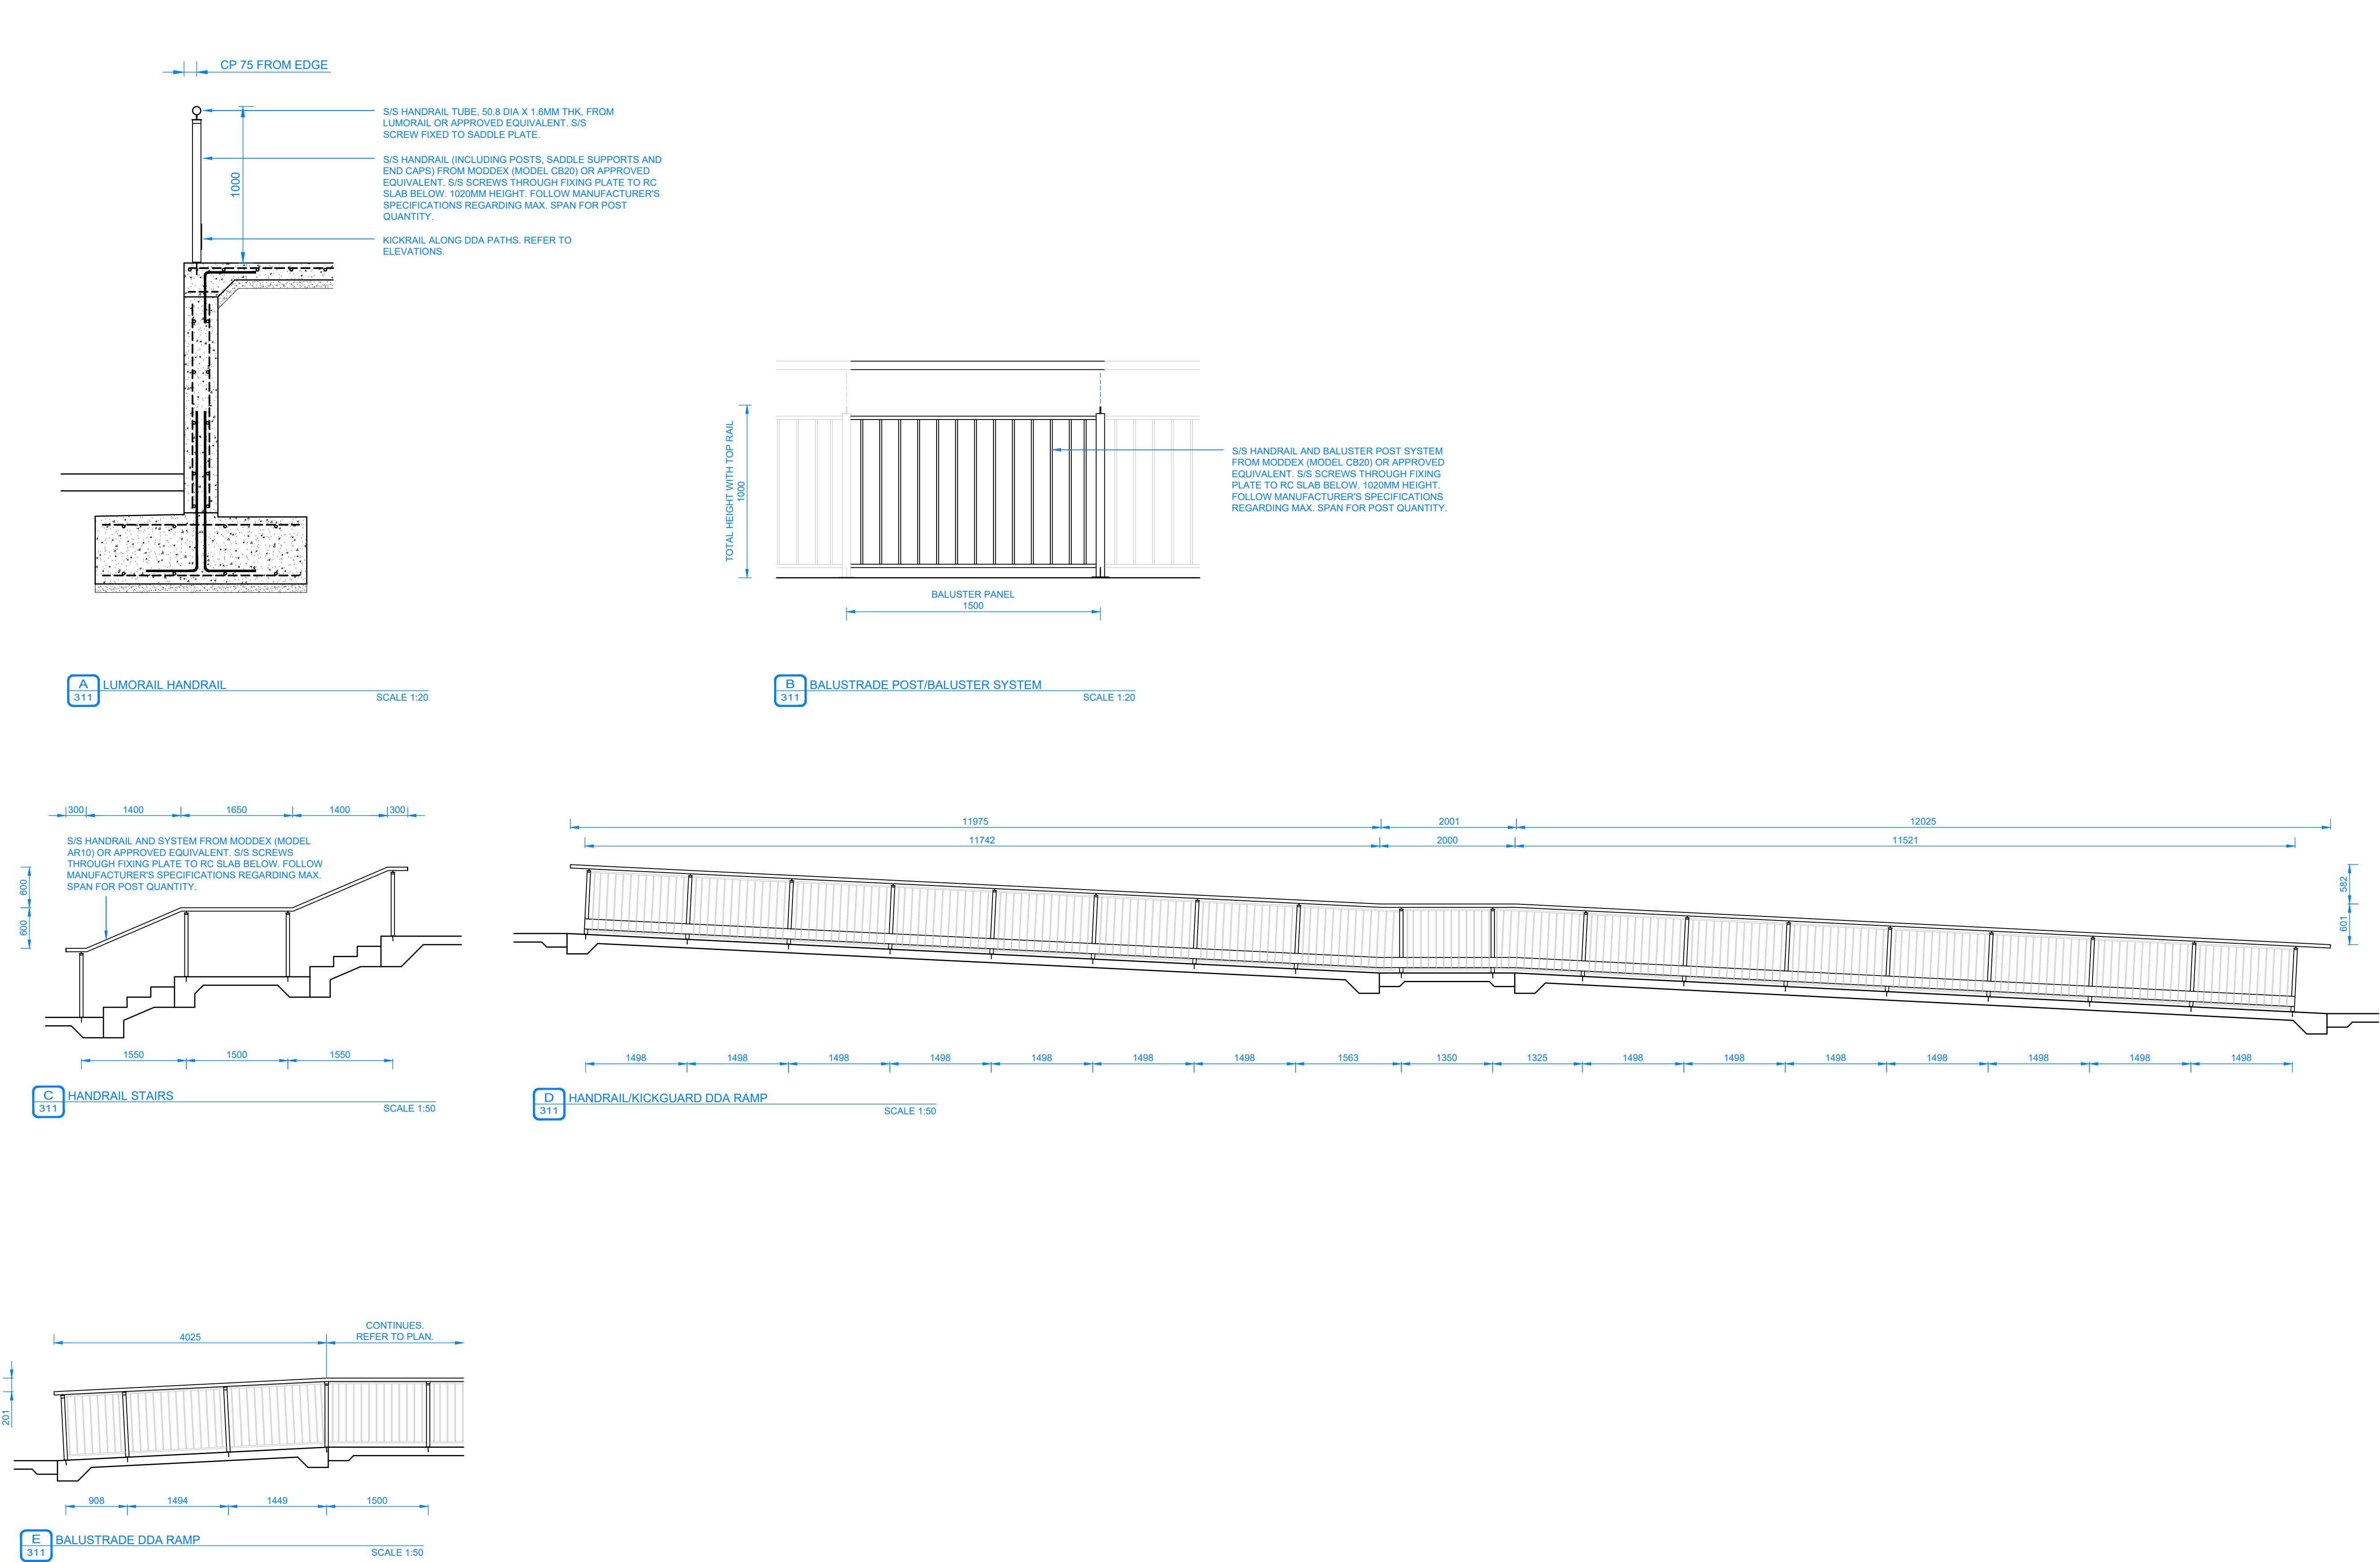 CP 75 FROM EDGE
S/S HANDRAIL TUBE, 50.8 DIA X 1.6MM THK, FROM
LUMORAIL OR APPROVED EQUIVALENT. S/S
SCREW FIXED TO SADDLE PLATE.
1000
S/S HANDRAIL (INCLUDING POSTS, SADDLE SUPPORTS AND
END CAPS) FROM MODDEX (MODEL CB20) OR APPROVED
EQUIVALENT. S/S SCREWS THROUGH FIXING PLATE TO RC
SLAB BELOW. 1020MM HEIGHT. FOLLOW MANUFACTURER'S
SPECIFICATIONS REGARDING MAX. SPAN FOR POST
QUANTITY.
KICKRAIL ALONG DDA PATHS. REFER TO
ELEVATIONS.
A
311
LUMORAIL HANDRAIL
SCALE 1:20
TOTAL HEIGHT WITH TOP RAIL
1000
S/S HANDRAIL AND BALUSTER POST SYSTEM
FROM MODDEX (MODEL CB20) OR APPROVED
EQUIVALENT. S/S SCREWS THROUGH FIXING
PLATE TO RC SLAB BELOW. 1020MM HEIGHT.
FOLLOW MANUFACTURER'S SPECIFICATIONS
REGARDING MAX. SPAN FOR POST QUANTITY.
BALUSTER PANEL
1500
B
311
BALUSTRADE POST/BALUSTER SYSTEM
SCALE 1:20
300 1400 1650 1400 300
S/S HANDRAIL AND SYSTEM FROM MODDEX (MODEL
AR10) OR APPROVED EQUIVALENT. S/S SCREWS
THROUGH FIXING PLATE TO RC SLAB BELOW. FOLLOW
MANUFACTURER'S SPECIFICATIONS REGARDING MAX.
SPAN FOR POST QUANTITY.
600
600
1550 1500 1550
C
311
HANDRAIL STAIRS
SCALE 1:50
11975 2001 12025
11742 2000 11521
582
601
1498 1498 1498 1498 1498 1498 1498 1563 1350 1325 1498 1498 1498 1498 1498 1498 1498
D
311
HANDRAIL/KICKGUARD DDA RAMP
SCALE 1:50
4025
CONTINUES.
REFER TO PLAN.
201
908 1494 1449 1500
E
311
BALUSTRADE DDA RAMP
SCALE 1:50